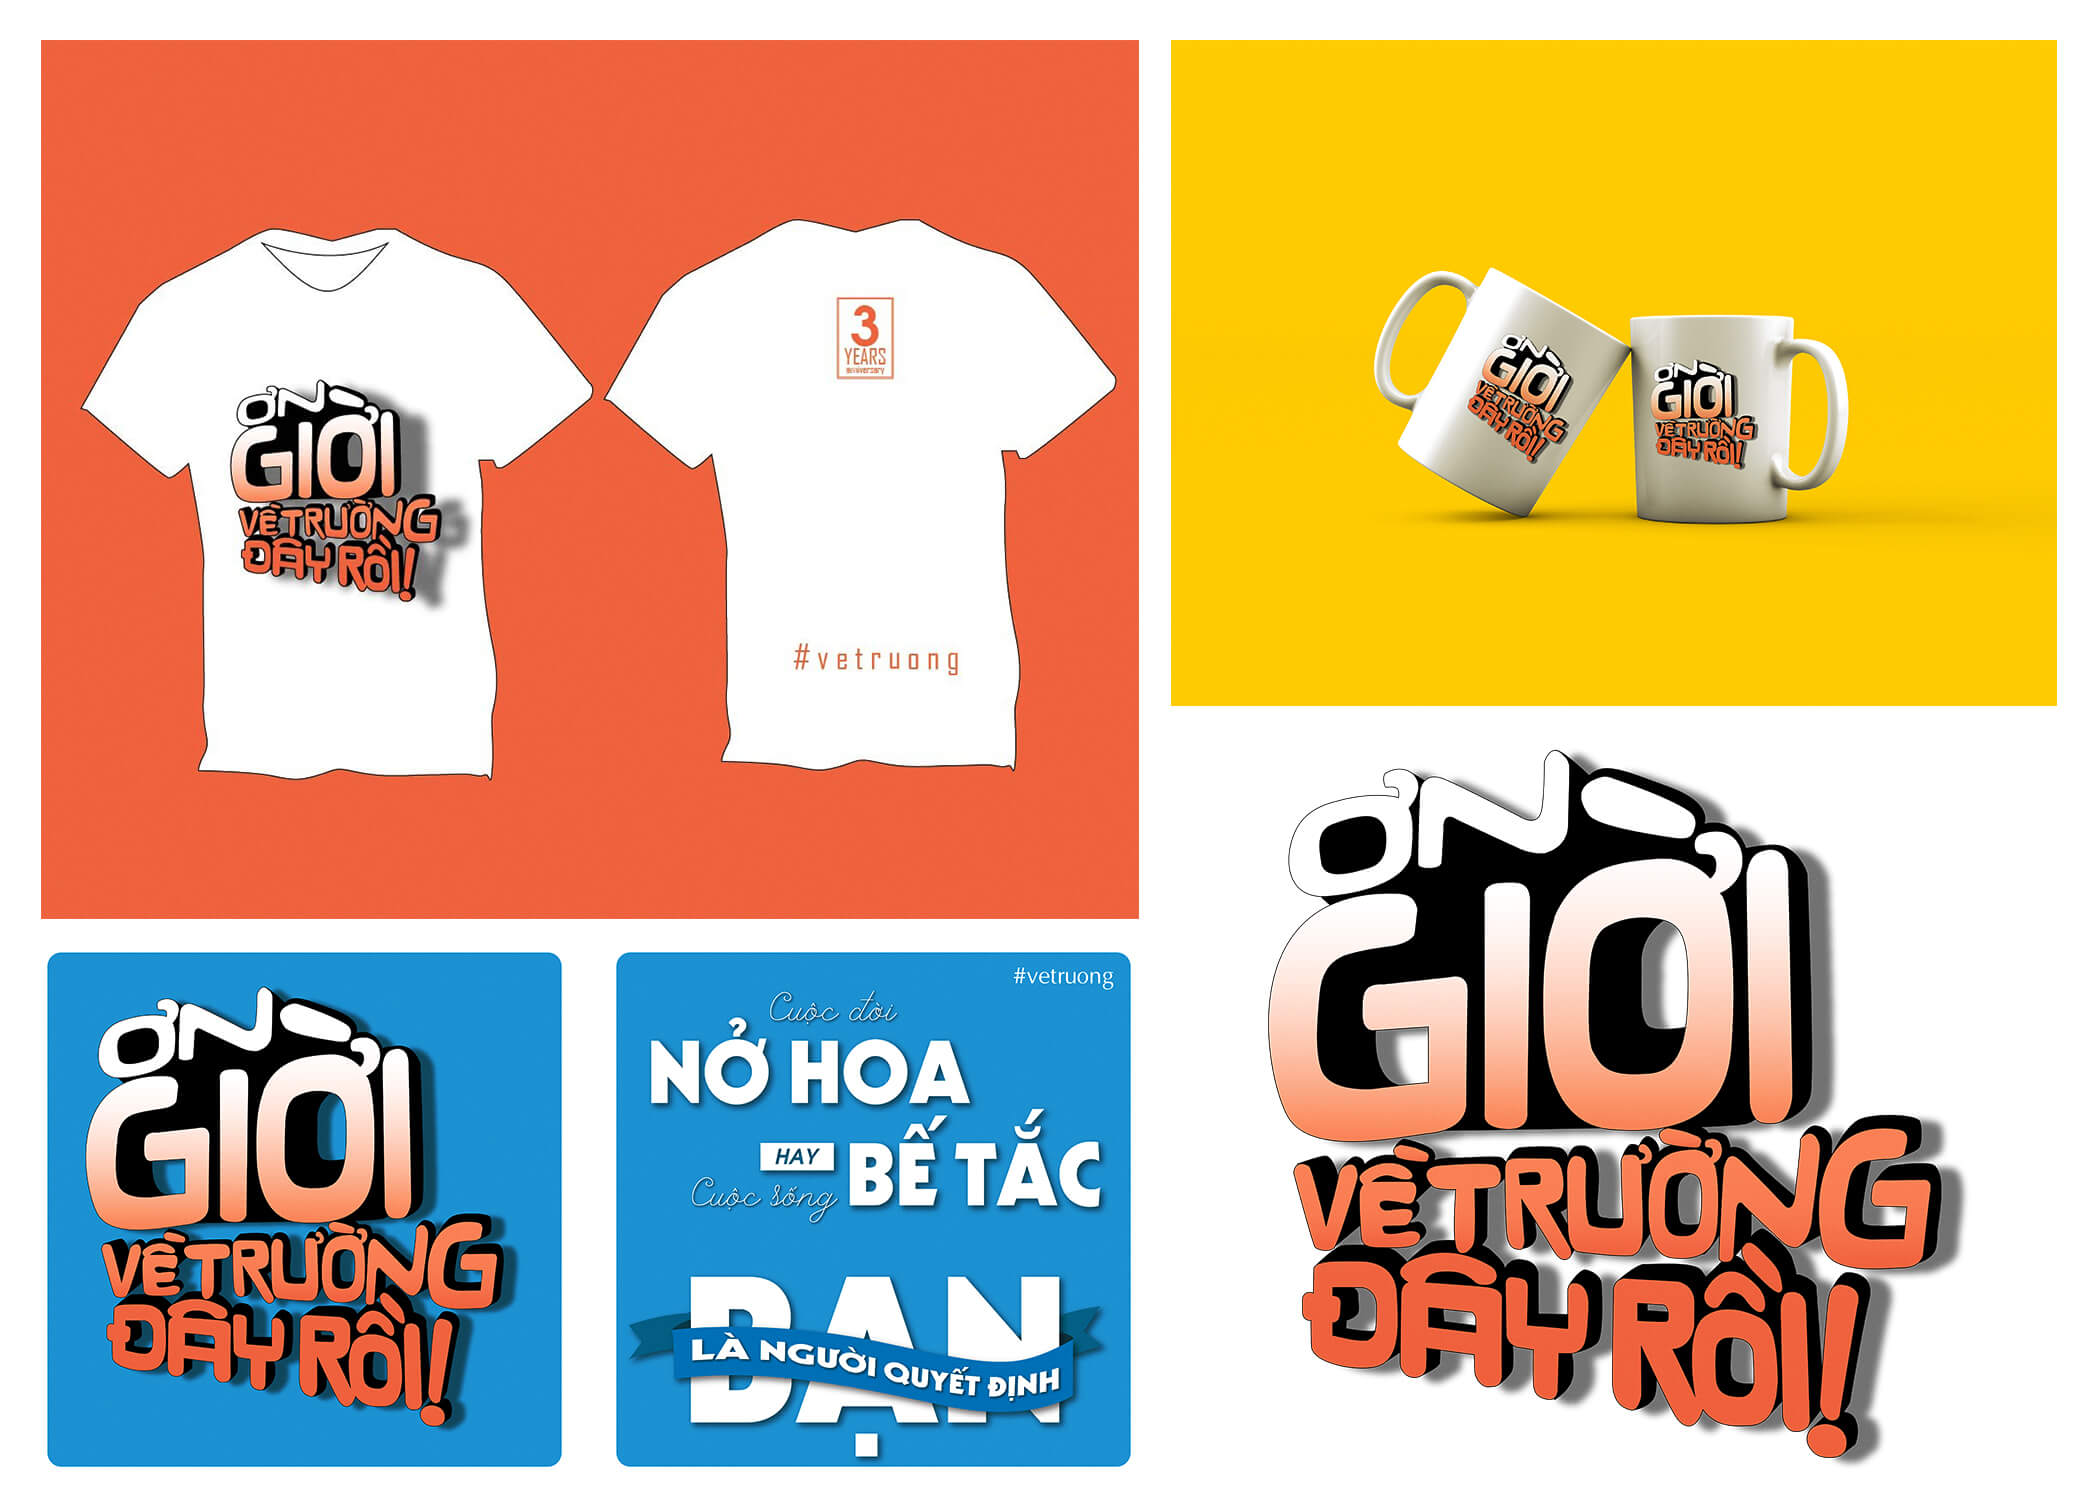 ƠN
GIỜI
VỀ TRƯỜNG
ĐÂY RỒI!
3
YEARS
anniversary
#vetruong
ƠN
GIỜI
VỀ TRƯỜNG
ĐÂY RỒI!
ƠN
GIỜI
VỀ TRƯỜNG
ĐÂY RỒI!
ƠN
GIỜI
VỀ TRƯỜNG
ĐÂY RỒI!
#vetruong
Cuộc đời
NỞ HOA
HAY
Cuộc sống
BẾ TẮC
BẠN
LÀ NGƯỜI QUYẾT ĐỊNH
ƠN
GIỜI
VỀ TRƯỜNG
ĐÂY RỒI!